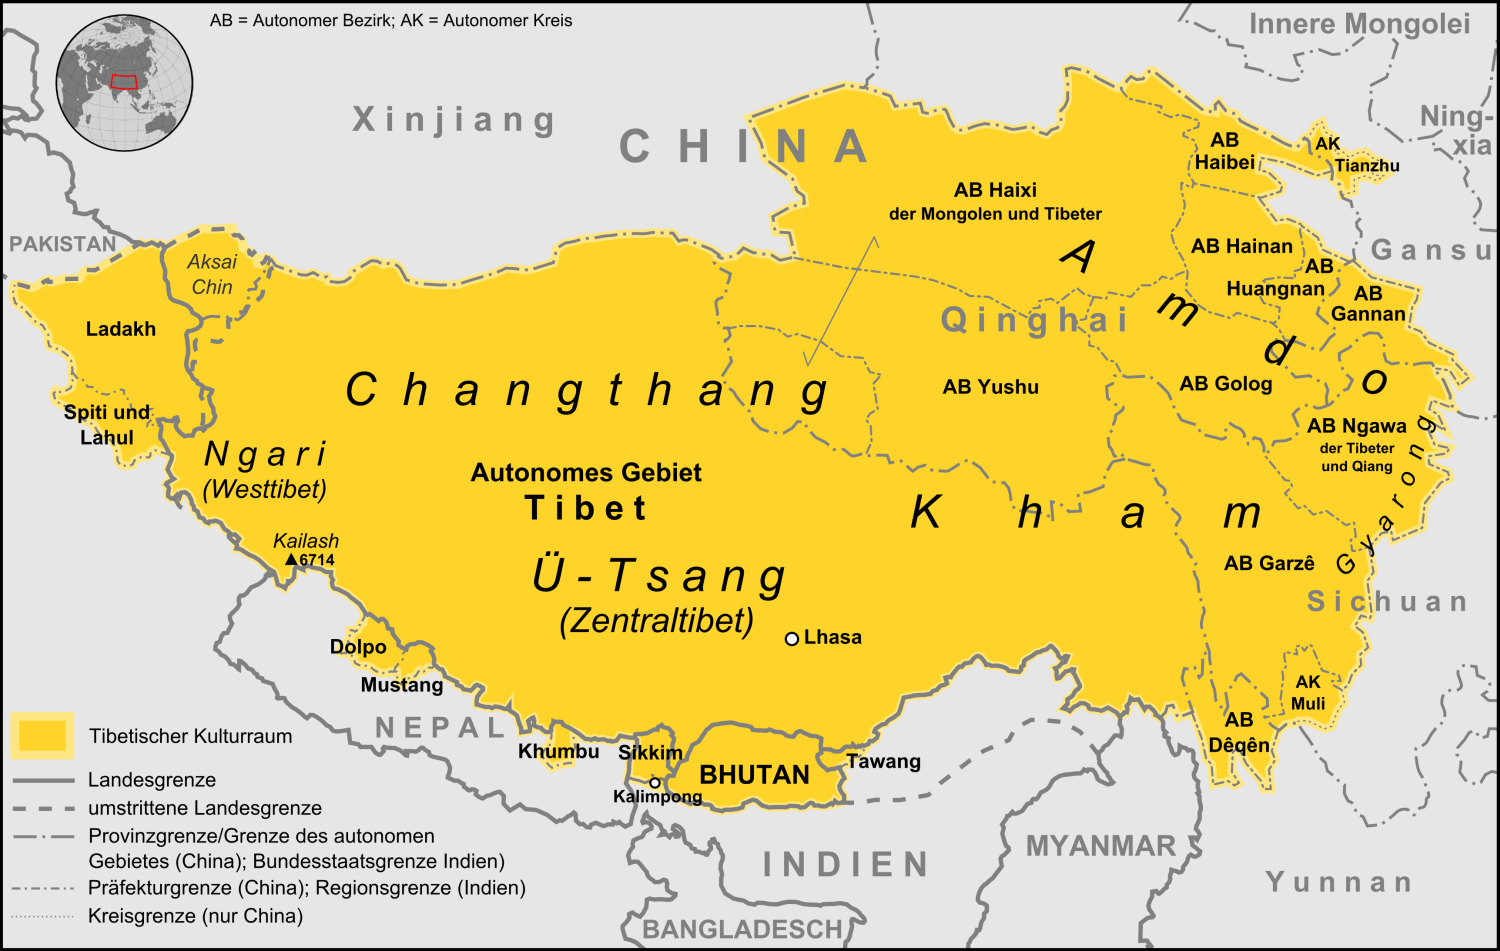 AB = Autonomer Bezirk; AK = Autonomer Kreis
Innere Mongolei
Xinjiang
CHINA
Ning-
xia
AB
Haibei
AK
Tianzhu
AB Haixi
der Mongolen und Tibeter
PAKISTAN
Aksai
Chin
Gansu
AB Hainan
AB
Huangnan
AB
Gannan
Amdo
Ladakh
Qinghai
Changthang
AB Yushu
AB Golog
Spiti und
Lahul
AB Ngawa
der Tibeter
und Qiang
Ngari
(Westtibet)
Autonomes Gebiet
Tibet
Kham
Gyarong
Kailash
6714
AB Garzê
Ü-Tsang
(Zentraltibet)
Sichuan
Lhasa
Dolpo
Mustang
AK
Muli
NEPAL
AB
Dêqên
Khumbu
Sikkim
Kalimpong
BHUTAN
Tawang
INDIEN
MYANMAR
Yunnan
BANGLADESCH
Tibetischer Kulturraum
Landesgrenze
umstrittene Landesgrenze
Provinzgrenze/Grenze des autonomen
Gebietes (China); Bundesstaatsgrenze Indien)
Präfekturgrenze (China); Regionsgrenze (Indien)
Kreisgrenze (nur China)